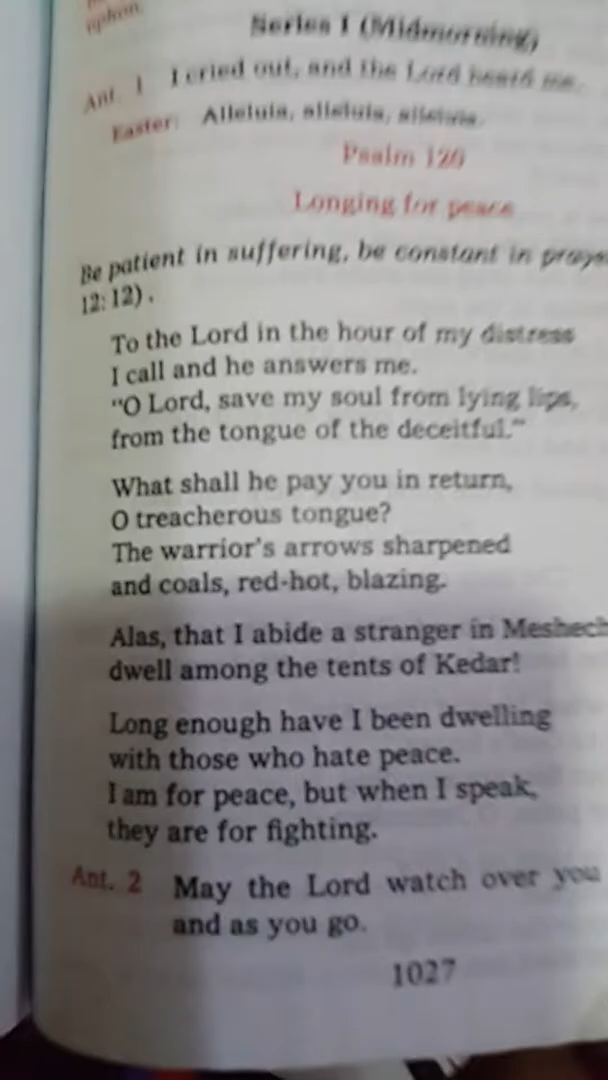 Series I (Midmorning)
Ant. 1 I cried out, and the Lord heard me.
Easter: Alleluia, alleluia, alleluia.
Psalm 120
Longing for peace
Be patient in suffering, be constant in
12:12).
To the Lord in the hour of my distress
I call and he answers me.
“O Lord, save my soul from lying lips,
from the tongue of the deceitful.”
What shall he pay you in return,
O treacherous tongue?
The warrior’s arrows sharpened
and coals, red-hot, blazing.
Alas, that I abide a stranger in Meshech
dwell among the tents of Kedar!
Long enough have I been dwelling
with those who hate peace.
I am for peace, but when I speak,
they are for fighting.
Ant. 2 May the Lord watch over you
and as you go.
1027